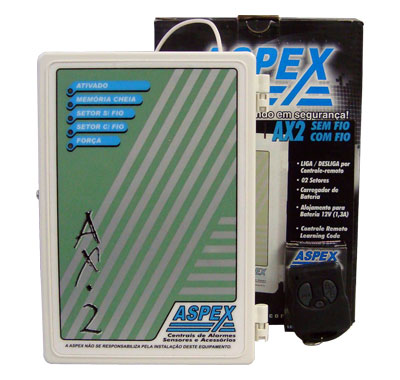 ATIVADO
MEMÓRIA CHEIA
SETOR S/ FIO
SETOR C/ FIO
FORÇA
AX.2
ASPEX
Centrais de Alarmes
Sensores e Acessórios
A ASPEX NÃO SE RESPONSABILIZA PELA INSTALAÇÃO DESTE EQUIPAMENTO.
ASPEX
em segurança!
AX2 SEM FIO
COM FIO
• LIGA / DESLIGA por
Controle-remoto
• 02 Setores
• Carregador de
Bateria
• Alojamento para
Bateria 12V (1,3A)
• Controle Remoto
Learning Code
ASPEX